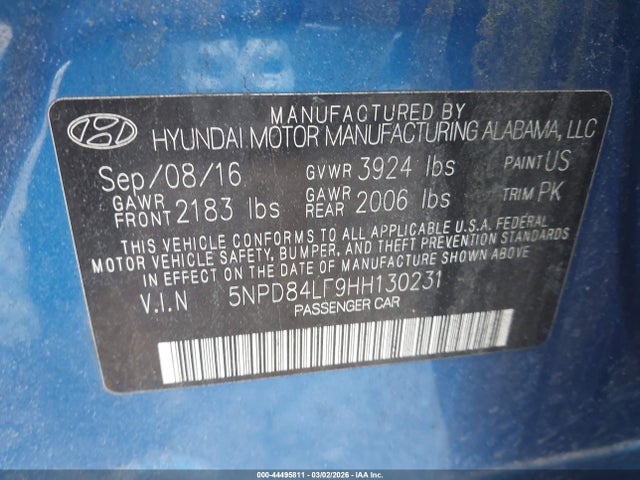 MANUFACTURED BY
HYUNDAI MOTOR MANUFACTURING ALABAMA, LLC
Sep/08/16 GVWR 3924 lbs PAINT US
GAWR FRONT 2183 lbs GAWR REAR 2006 lbs TRIM PK
THIS VEHICLE CONFORMS TO ALL APPLICABLE U.S.A. FEDERAL
MOTOR VEHICLE SAFETY, BUMPER, AND THEFT PREVENTION STANDARDS
IN EFFECT ON THE DATE OF MANUFACTURE SHOWN ABOVE.
V.I.N 5NPD84LF9HH130231
PASSENGER CAR
000-44495811 - 03/02/2026 - IAA Inc.